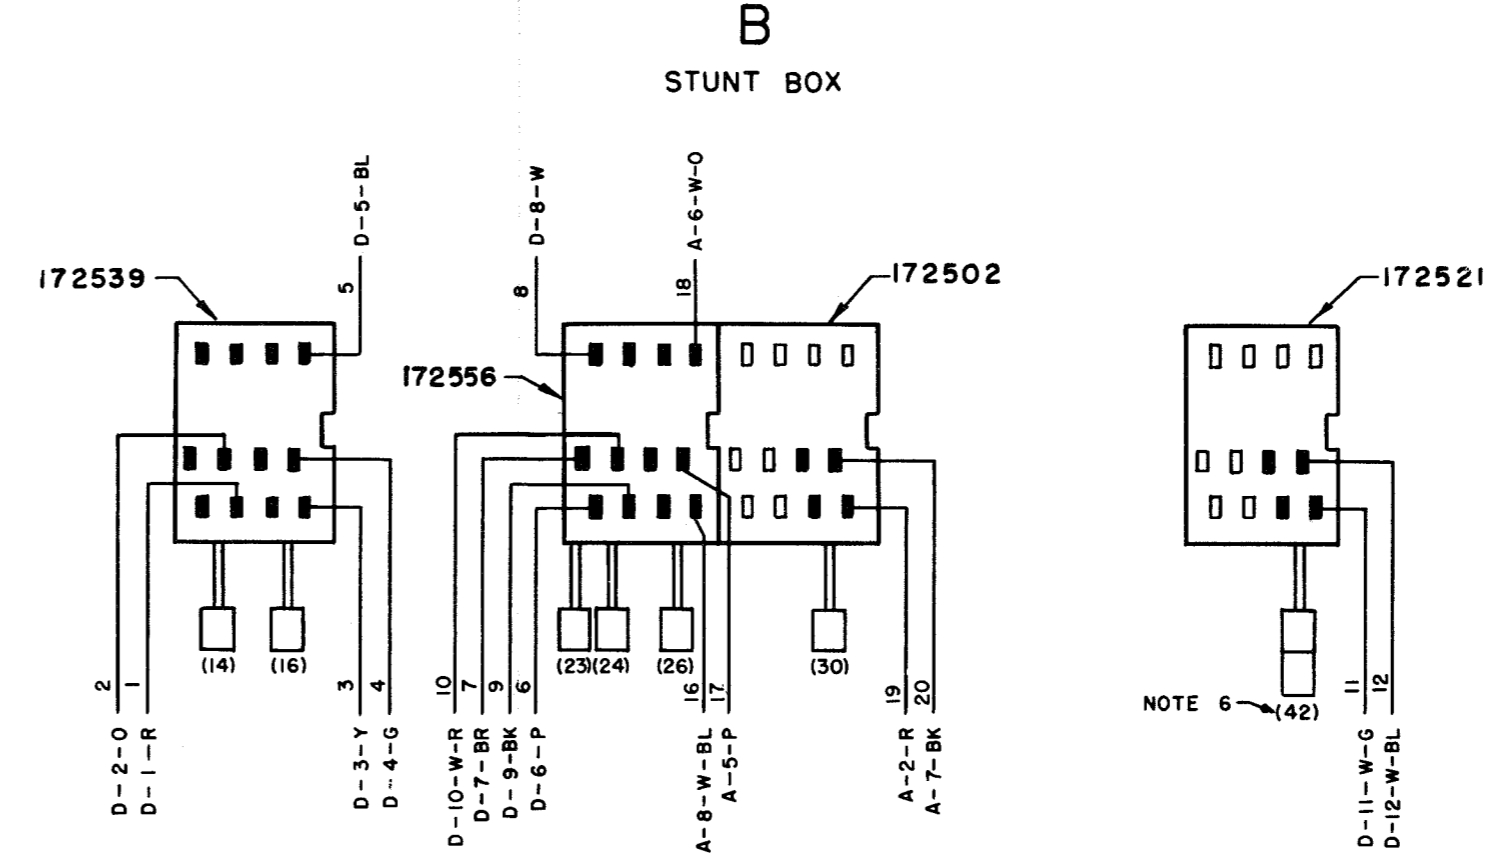 B
STUNT BOX
D-5-BL
D-8-W
A-6-W-O
5
8
18
172539
172502
172521
172556
(14)
(16)
(23)
(24)
(26)
(30)
(42)
NOTE 6
2
1
3
4
10
7
9
6
16
17
19
20
11
12
D-2-O
D-1-R
D-3-Y
D-4-G
D-10-W-R
D-7-BR
D-9-BK
D-6-P
A-8-W-BL
A-5-P
A-2-R
A-7-BK
D-11-W-G
D-12-W-BL